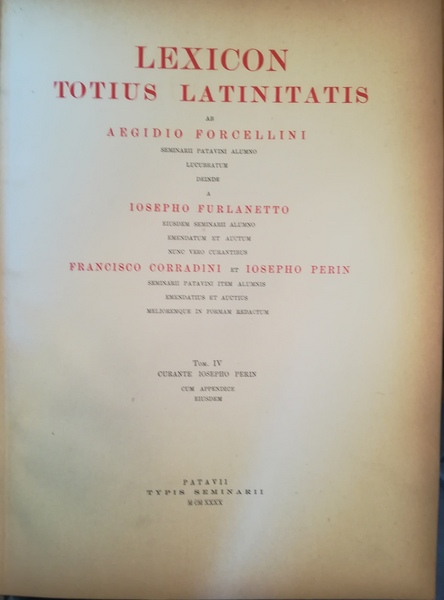 LEXICON
TOTIUS LATINITATIS
AB
AEGIDIO FORCELLINI
SEMINARII PATAVINI ALUMNO
LUCUBRATUM
DEINDE
A
IOSEPHO FURLANETTO
EIUSDEM SEMINARII ALUMNO
EMENDATUM ET AUCTUM
NUNC VERO CURANTIBUS
FRANCISCO CORRADINI ET IOSEPHO PERIN
SEMINARII PATAVINI ITEM ALUMNIS
EMENDATIUS ET AUCTIUS
MELIOREMQUE IN FORMAM REDACTUM
TOM. IV
CURANTE IOSEPHO PERIN
CUM APPENDICE
EIUSDEM
PATAVII
TYPIS SEMINARII
MCMXXXX